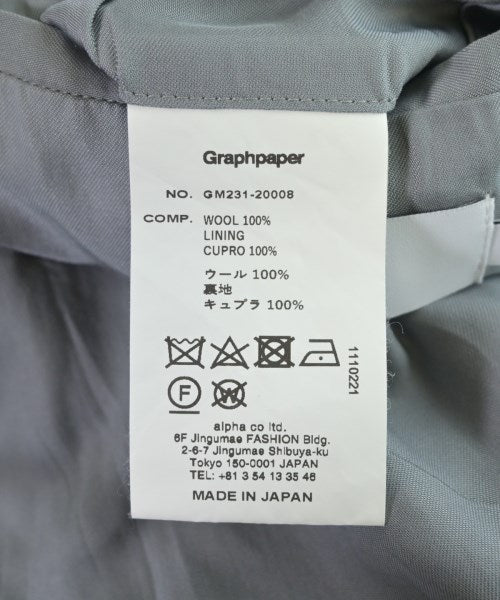 Graphpaper
NO. GM231-20008
COMP. WOOL 100%
LINING
CUPRO 100%
ウール 100%
裏地
キュプラ 100%
F
W
1110221
alpha co ltd.
6F Jingumae FASHION Bldg.
2-6-7 Jingumae Shibuya-ku
Tokyo 150-0001 JAPAN
TEL: +81 3 54 13 35 46
MADE IN JAPAN